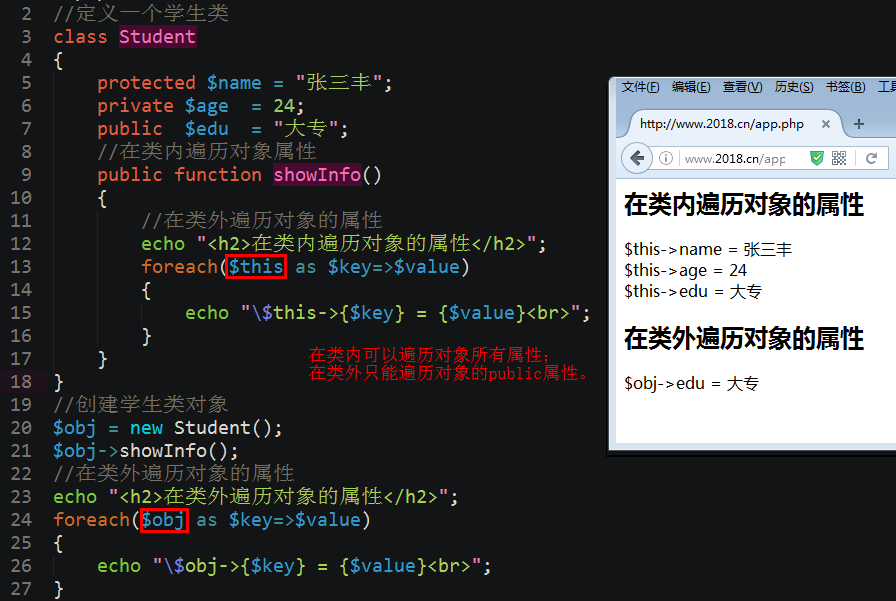 2 //定义一个学生类
3 class Student
4 {
5 protected $name = "张三丰";
6 private $age = 24;
7 public $edu = "大专";
8 //在类内遍历对象属性
9 public function showInfo()
10 {
11 //在类外遍历对象的属性
12 echo "<h2>在类内遍历对象的属性</h2>";
13 foreach($this as $key=>$value)
14 {
15 echo "\$this->{$key} = {$value}<br>";
16 }
17 }
18 }
在类内可以遍历对象所有属性;
在类外只能遍历对象的public属性。
19 //创建学生类对象
20 $obj = new Student();
21 $obj->showInfo();
22 //在类外遍历对象的属性
23 echo "<h2>在类外遍历对象的属性</h2>";
24 foreach($obj as $key=>$value)
25 {
26 echo "\$obj->{$key} = {$value}<br>";
27 }
文件(F) 编辑(E) 查看(V) 历史(S) 书签(B) 工具
http://www.2018.cn/app.php × +
www.2018.cn/app
在类内遍历对象的属性
$this->name = 张三丰
$this->age = 24
$this->edu = 大专
在类外遍历对象的属性
$obj->edu = 大专